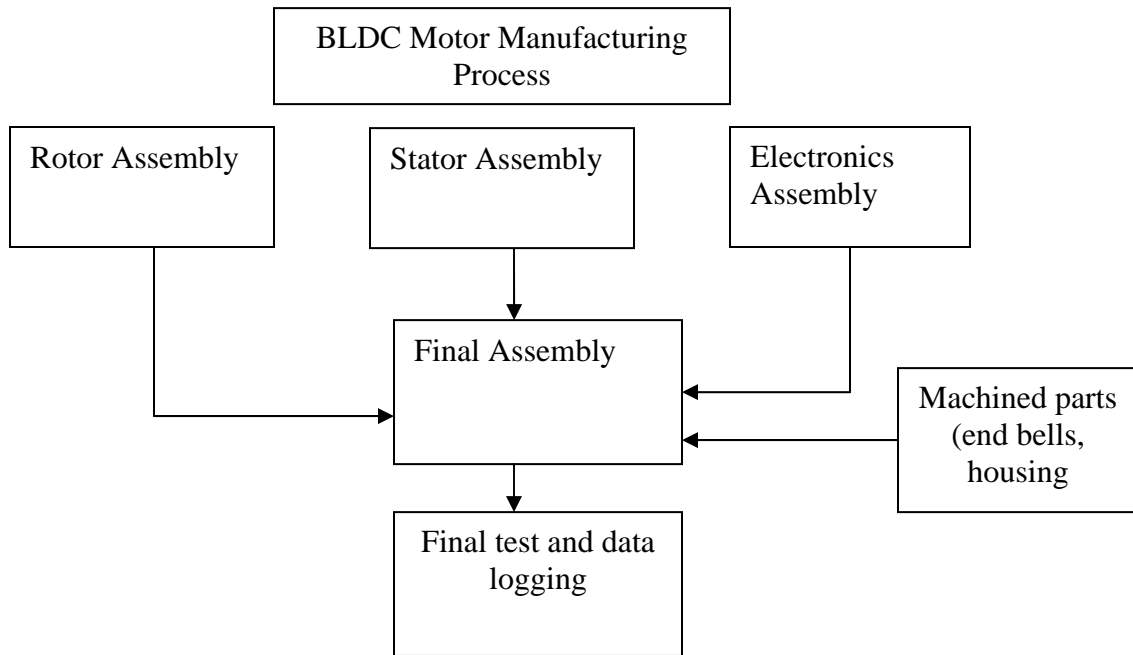 BLDC Motor Manufacturing
Process
Rotor Assembly
Stator Assembly
Electronics
Assembly
Final Assembly
Machined parts
(end bells,
housing
Final test and data
logging